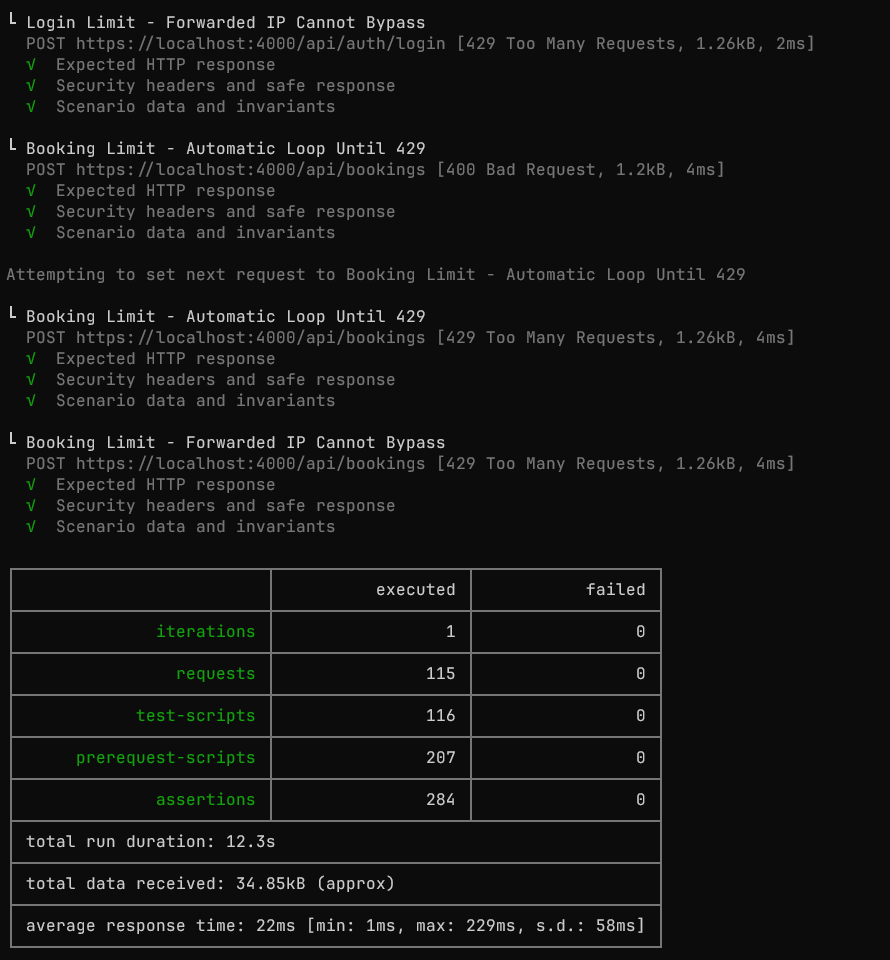 └ Login Limit - Forwarded IP Cannot Bypass
POST https://localhost:4000/api/auth/login [429 Too Many Requests, 1.26kB, 2ms]
√ Expected HTTP response
√ Security headers and safe response
√ Scenario data and invariants
└ Booking Limit - Automatic Loop Until 429
POST https://localhost:4000/api/bookings [400 Bad Request, 1.2kB, 4ms]
√ Expected HTTP response
√ Security headers and safe response
√ Scenario data and invariants
Attempting to set next request to Booking Limit - Automatic Loop Until 429
└ Booking Limit - Automatic Loop Until 429
POST https://localhost:4000/api/bookings [429 Too Many Requests, 1.26kB, 4ms]
√ Expected HTTP response
√ Security headers and safe response
√ Scenario data and invariants
└ Booking Limit - Forwarded IP Cannot Bypass
POST https://localhost:4000/api/bookings [429 Too Many Requests, 1.26kB, 4ms]
√ Expected HTTP response
√ Security headers and safe response
√ Scenario data and invariants
executed failed
iterations 1 0
requests 115 0
test-scripts 116 0
prerequest-scripts 207 0
assertions 284 0
total run duration: 12.3s
total data received: 34.85kB (approx)
average response time: 22ms [min: 1ms, max: 229ms, s.d.: 58ms]